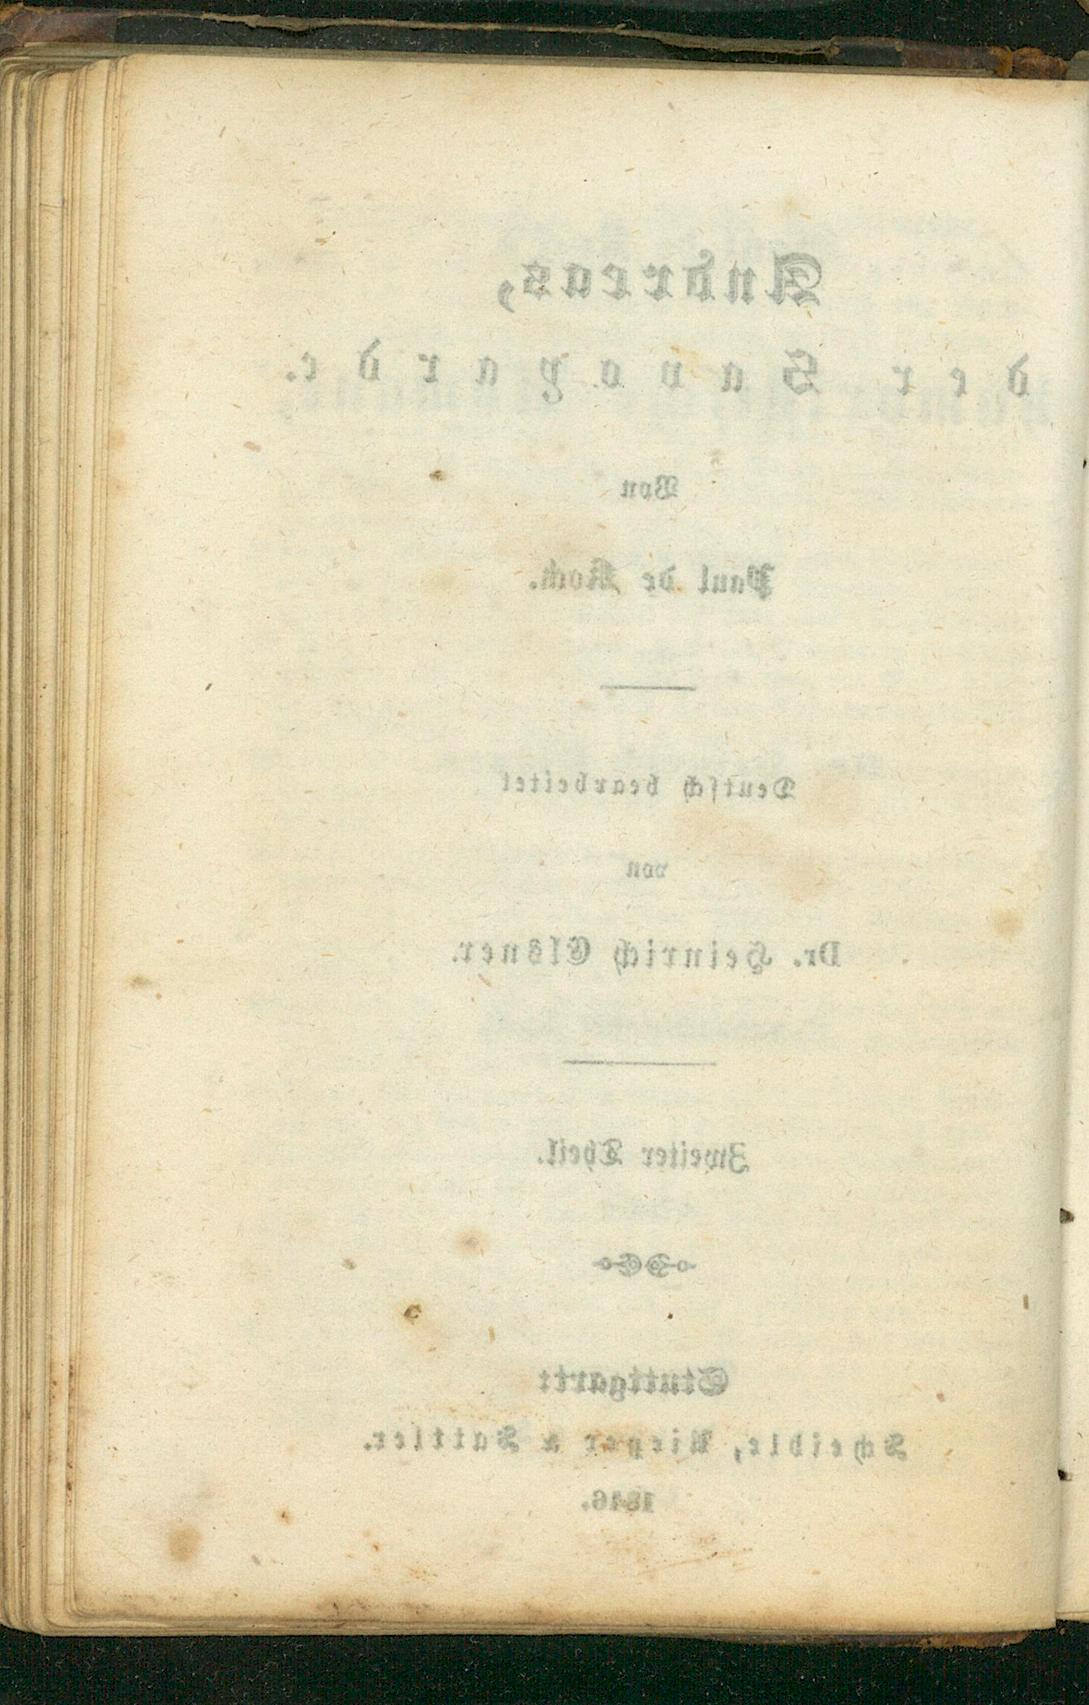 Andreas,
der Savoyarde.
Von
Paul de Kock.
Deutsch bearbeitet
von
Dr. Heinrich Elsner.
Zweiter Theil.
Stuttgart:
Scheible, Rieger & Sattler.
1846.